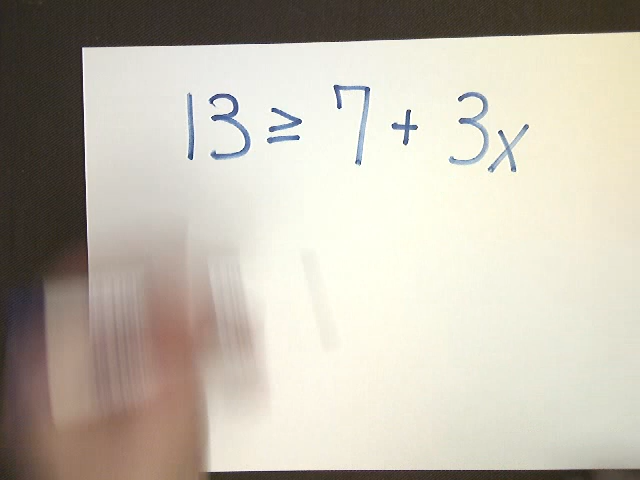 13 ≥ 7 + 3x